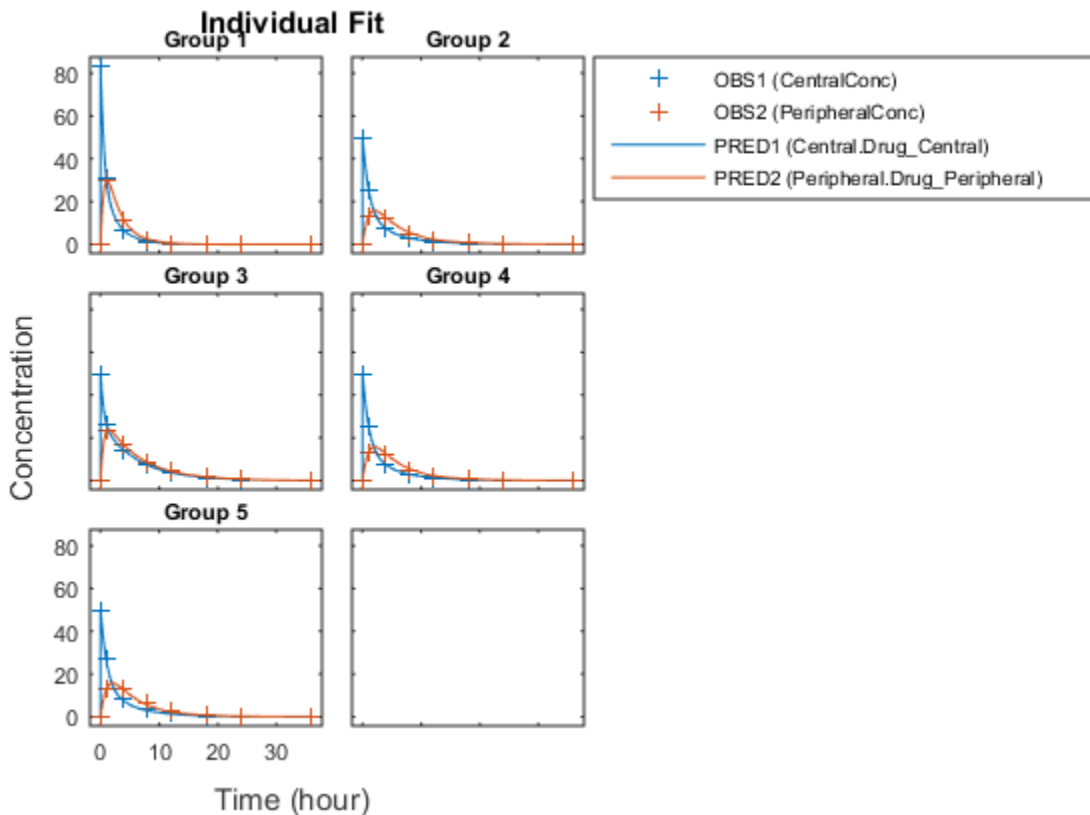 Individual Fit
Group 1
Group 2
80
60
40
20
0
OBS1 (CentralConc)
OBS2 (PeripheralConc)
PRED1 (Central.Drug_Central)
PRED2 (Peripheral.Drug_Peripheral)
Group 3
Group 4
Concentration
Group 5
80
60
40
20
0
0 10 20 30
Time (hour)